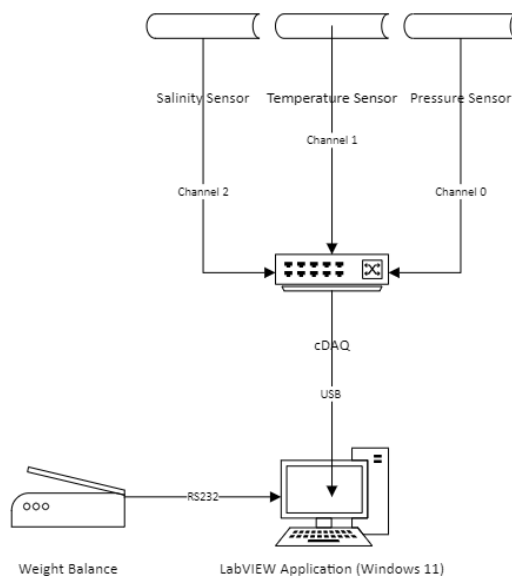 Salinity Sensor
Temperature Sensor
Pressure Sensor
Channel 1
Channel 2
Channel 0
cDAQ
USB
RS232
Weight Balance
LabVIEW Application (Windows 11)